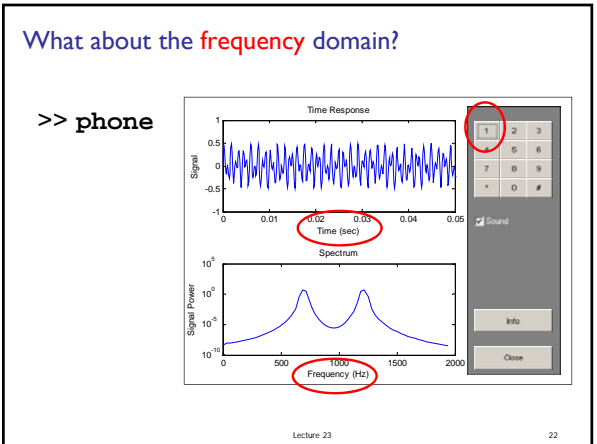 What about the frequency domain?
>> phone
Time Response
Signal
1
0.5
0
-0.5
-1
0 0.01 0.02 0.03 0.04 0.05
Time (sec)
Spectrum
Signal Power
10^5
10^0
10^-5
10^-10
0 500 1000 1500 2000
Frequency (Hz)
1 2 3
4 5 6
7 8 9
* 0 #
Sound
Info
Close
Lecture 23 22